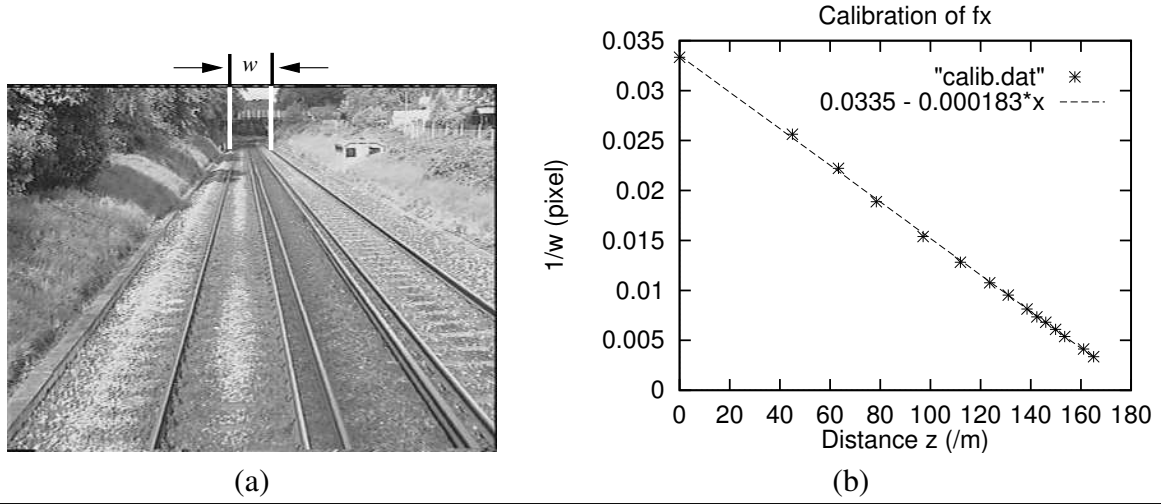 w
(a)
Calibration of fx
"calib.dat"
0.0335 - 0.000183*x
1/w (pixel)
0.035
0.03
0.025
0.02
0.015
0.01
0.005
0
0 20 40 60 80 100 120 140 160 180
Distance z (/m)
(b)